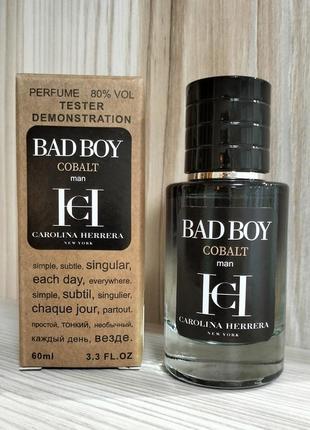 PERFUME 80% VOL
TESTER
DEMONSTRATION
BAD BOY
COBALT
man
CH
CAROLINA HERRERA
NEW YORK
simple, subtle, singular,
each day, everywhere.
simple, subtil, singulier,
chaque jour, partout.
простой, тонкий, необычный,
каждый день, везде.
60ml 3.3 FL.OZ
BAD BOY
COBALT
man
CH
CAROLINA HERRERA
NEW YORK